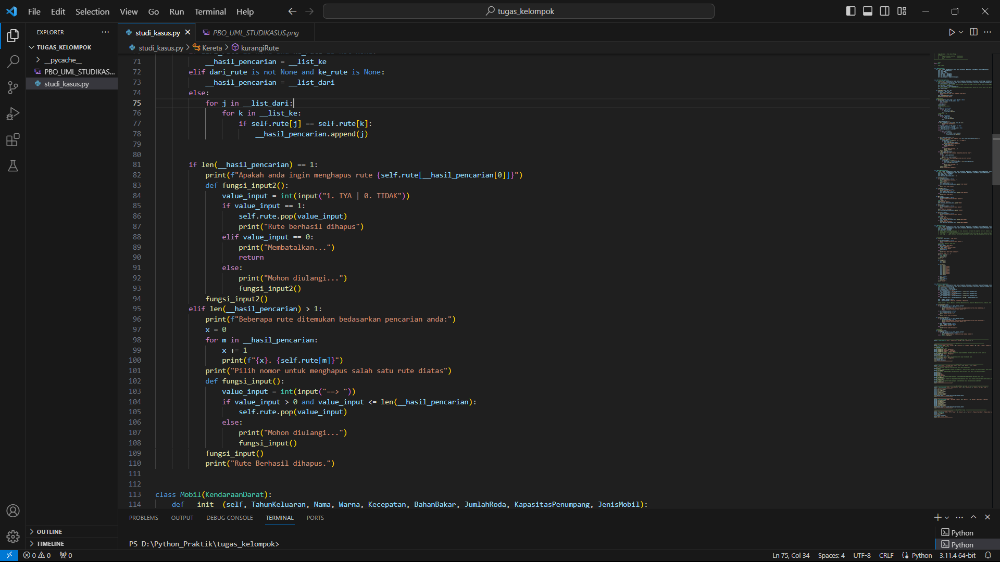 File Edit Selection View Go Run Terminal Help
tugas_kelompok
EXPLORER
studi_kasus.py
PBO_UML_STUDIKASUS.png
TUGAS_KELOMPOK
__pycache__
PBO_UML_STUDIKAS...
studi_kasus.py
studi_kasus.py > Kereta > kurangiRute
71 __hasil_pencarian = __list_ke
72 elif dari_rute is not None and ke_rute is None:
73 __hasil_pencarian = __list_dari
74 else:
75 for j in __list_dari:
76 for k in __list_ke:
77 if self.rute[j] == self.rute[k]:
78 __hasil_pencarian.append(j)
79
80
81 if len(__hasil_pencarian) == 1:
82 print(f"Apakah anda ingin menghapus rute {self.rute[__hasil_pencarian[0]]}")
83 def fungsi_input2():
84 value_input = int(input("1. IYA | 0. TIDAK"))
85 if value_input == 1:
86 self.rute.pop(value_input)
87 print("Rute berhasil dihapus")
88 elif value_input == 0:
89 print("Membatalkan...")
90 return
91 else:
92 print("Mohon diulangi...")
93 fungsi_input2()
94 fungsi_input2()
95 elif len(__hasil_pencarian) > 1:
96 print(f"Beberapa rute ditemukan bedasarkan pencarian anda:")
97 x = 0
98 for m in __hasil_pencarian:
99 x += 1
100 print(f"{x}. {self.rute[m]}")
101 print("Pilih nomor untuk menghapus salah satu rute diatas")
102 def fungsi_input():
103 value_input = int(input("==> "))
104 if value_input > 0 and value_input <= len(__hasil_pencarian):
105 self.rute.pop(value_input)
106 else:
107 print("Mohon diulangi...")
108 fungsi_input()
109 fungsi_input()
110 print("Rute Berhasil dihapus.")
111
112
113 class Mobil(KendaraanDarat):
114 def __init__(self, TahunKeluaran, Nama, Warna, Kecepatan, BahanBakar, JumlahRoda, KapasitasPenumpang, JenisMobil):
OUTLINE
TIMELINE
PROBLEMS OUTPUT DEBUG CONSOLE TERMINAL PORTS
PS D:\Python_Praktik\tugas_kelompok>
Python
Python
0 0 0
Ln 75, Col 34 Spaces: 4 UTF-8 CRLF Python 3.11.4 64-bit